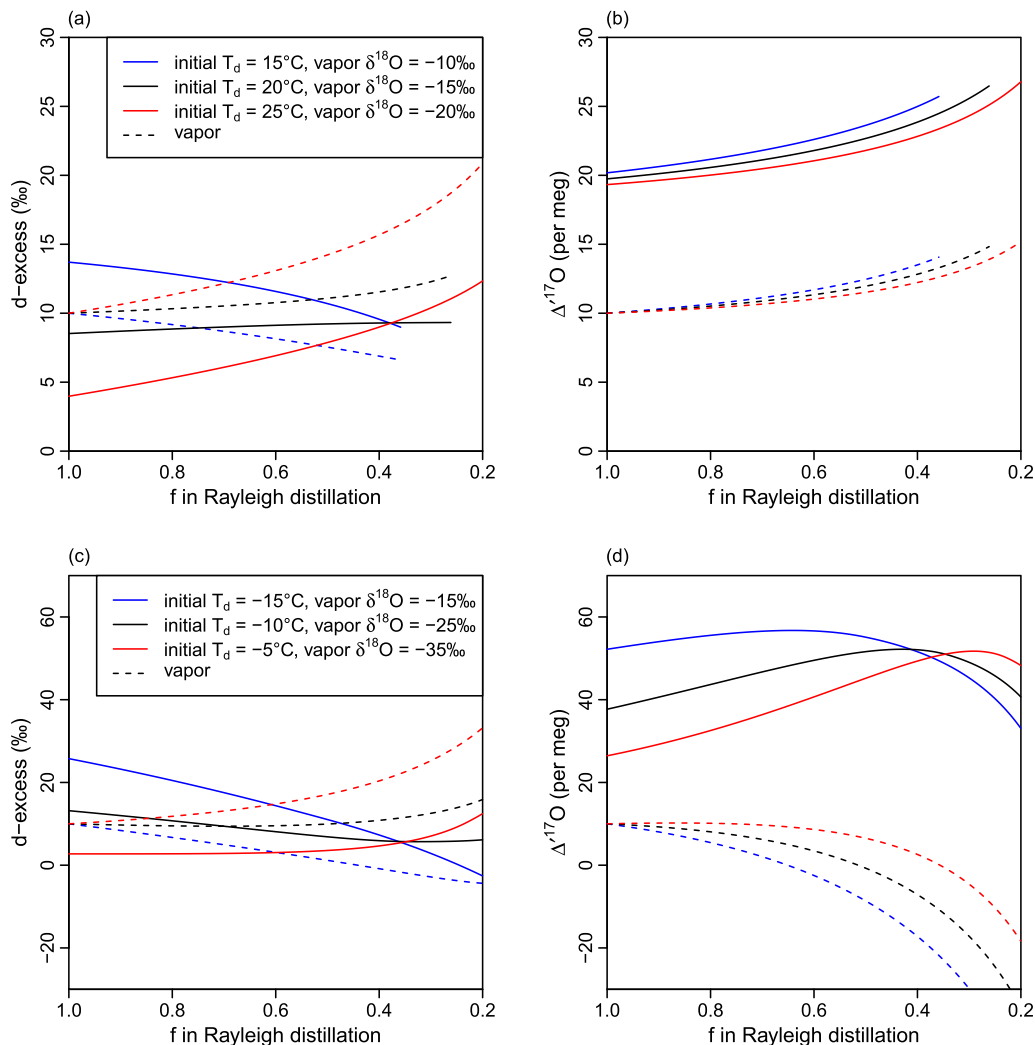 (a)
30
25
20
15
10
5
0
d−excess (‰)
initial Td = 15°C, vapor δ18O = −10‰
initial Td = 20°C, vapor δ18O = −15‰
initial Td = 25°C, vapor δ18O = −20‰
vapor
1.0 0.8 0.6 0.4 0.2
f in Rayleigh distillation
(b)
30
25
20
15
10
5
0
Δ′17O (per meg)
1.0 0.8 0.6 0.4 0.2
f in Rayleigh distillation
(c)
60
40
20
0
−20
d−excess (‰)
initial Td = −15°C, vapor δ18O = −15‰
initial Td = −10°C, vapor δ18O = −25‰
initial Td = −5°C, vapor δ18O = −35‰
vapor
1.0 0.8 0.6 0.4 0.2
f in Rayleigh distillation
(d)
60
40
20
0
−20
Δ′17O (per meg)
1.0 0.8 0.6 0.4 0.2
f in Rayleigh distillation